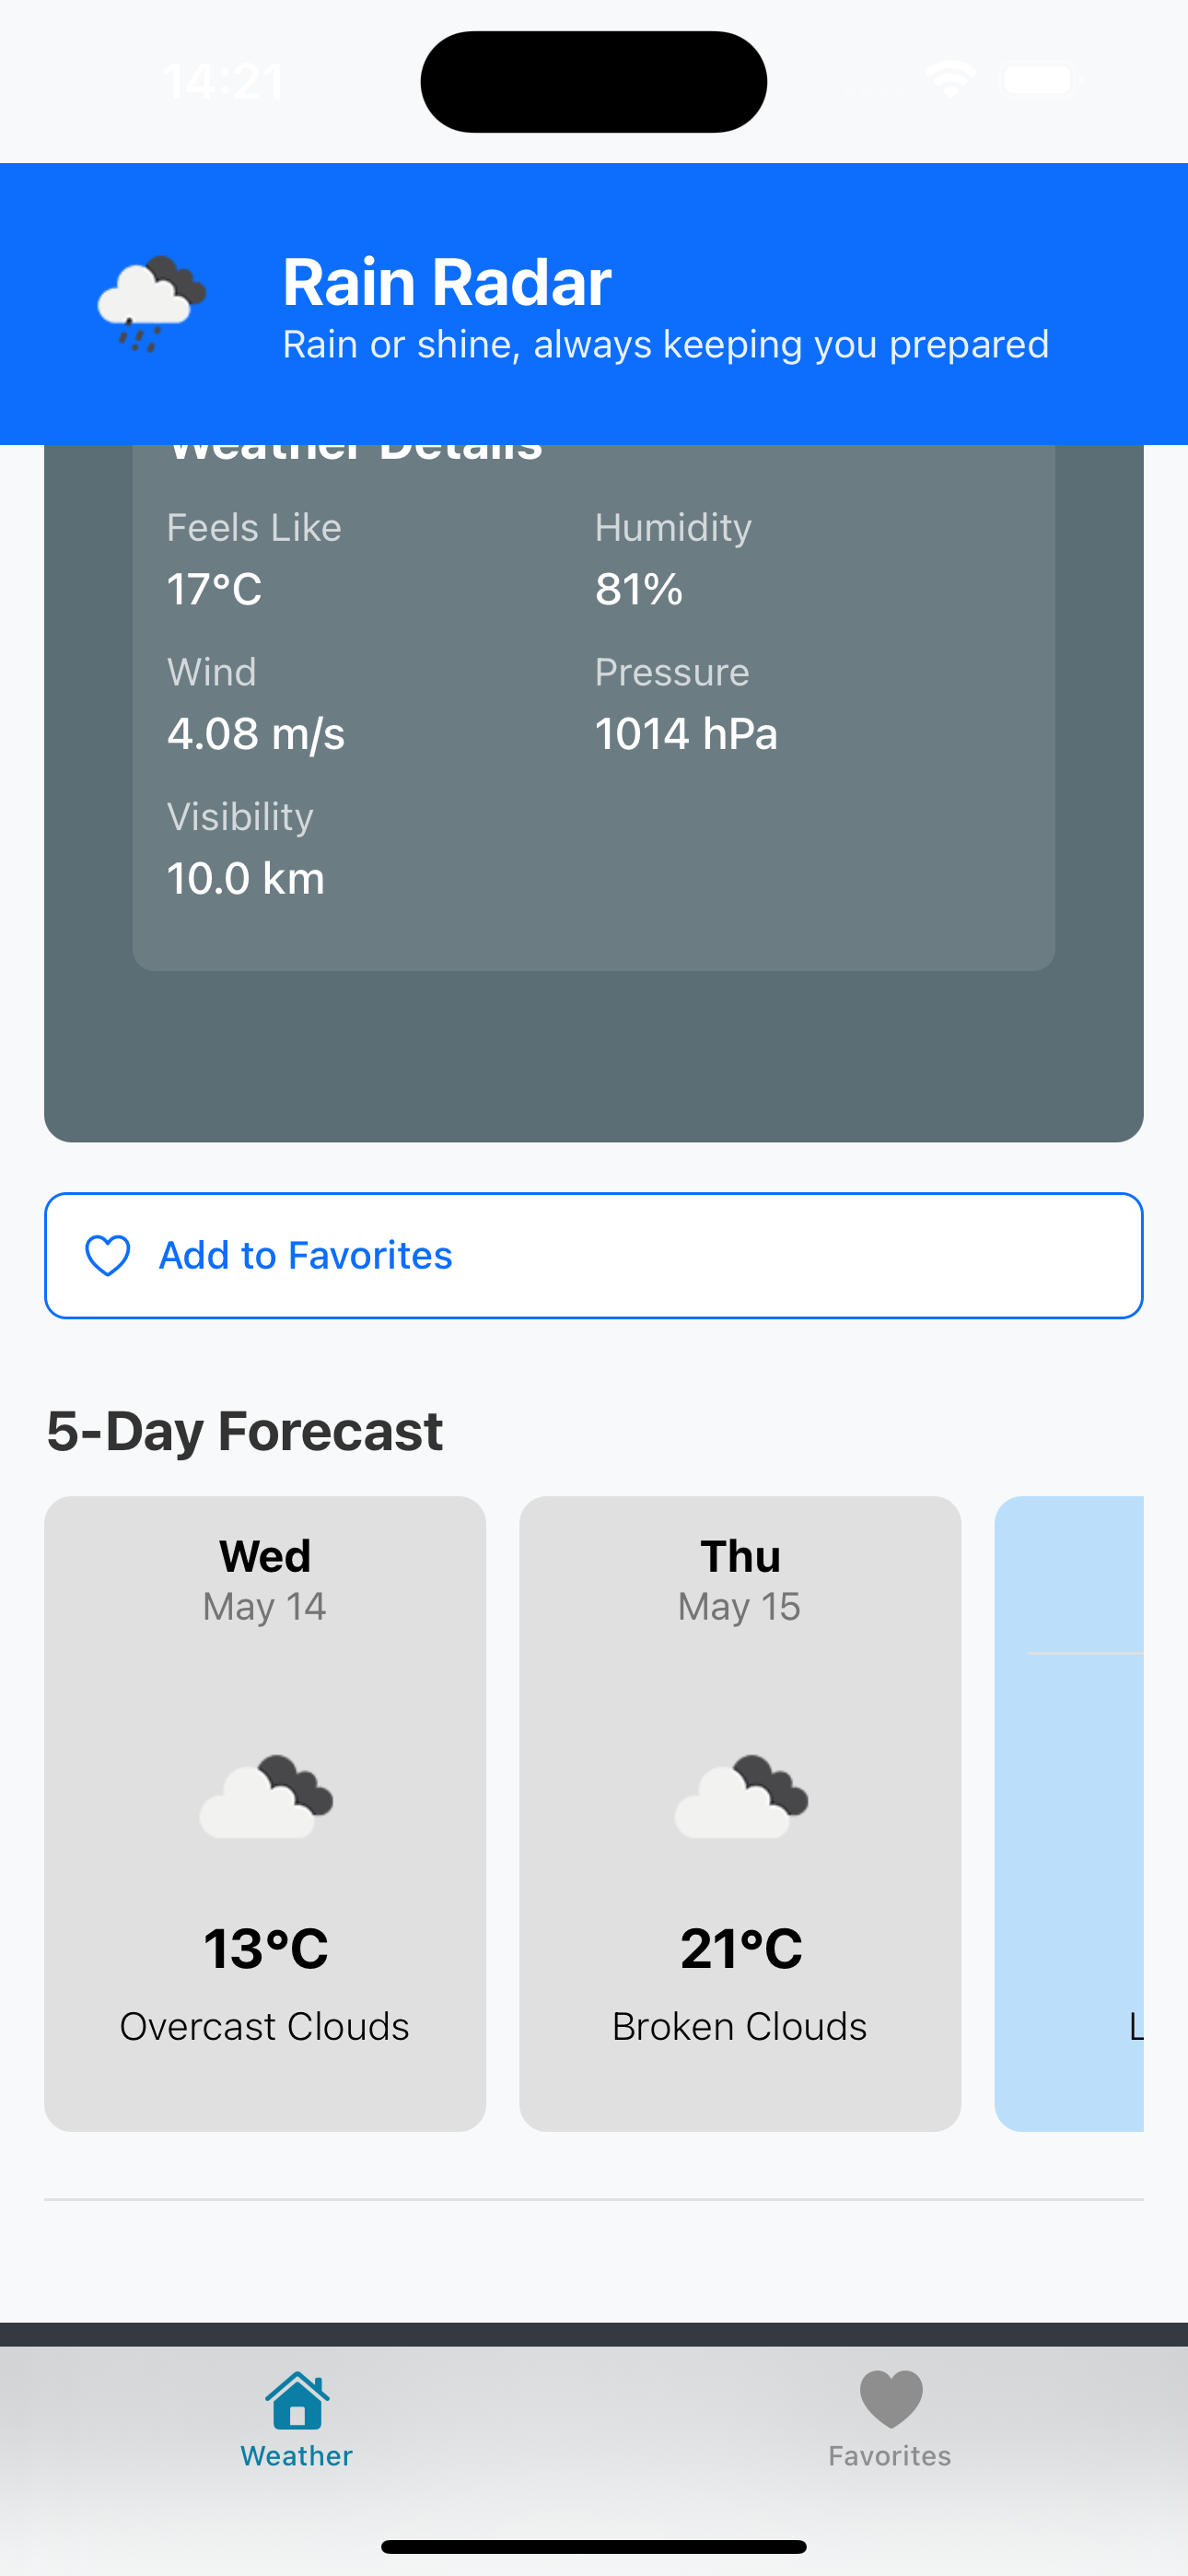 14:21
Rain Radar
Rain or shine, always keeping you prepared
Weather Details
Feels Like Humidity
17°C 81%
Wind Pressure
4.08 m/s 1014 hPa
Visibility
10.0 km
Add to Favorites
5-Day Forecast
Wed Thu
May 14 May 15
13°C 21°C
Overcast Clouds Broken Clouds L
Weather Favorites